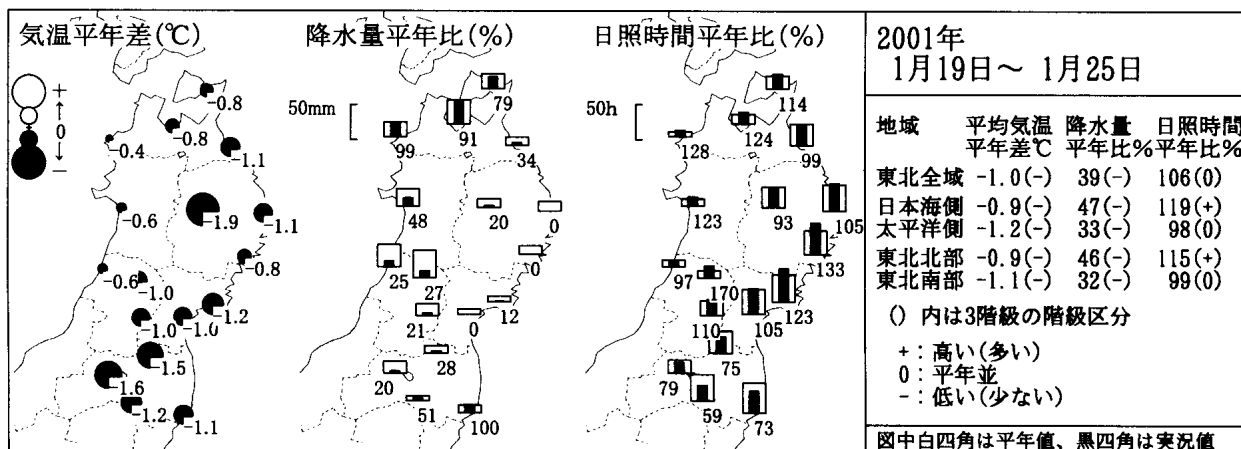 気温平年差(℃)
+
↑
0
↓
−
-0.8
-0.8
-0.4
-1.1
-0.6
-1.9
-1.1
-0.8
-0.6
-1.0
-1.2
-1.0
-1.0
-1.5
-1.6
-1.2
-1.1
降水量平年比(%)
50mm
79
91
99
34
48
20
0
0
25
27
12
21
0
28
20
51
100
日照時間平年比(%)
50h
114
124
128
99
123
93
105
133
97
170
123
110
105
75
79
59
73
2001年
1月19日〜 1月25日
地域 平均気温 降水量 日照時間
平年差℃ 平年比% 平年比%
東北全域 -1.0(-) 39(-) 106(0)
日本海側 -0.9(-) 47(-) 119(+)
太平洋側 -1.2(-) 33(-) 98(0)
東北北部 -0.9(-) 46(-) 115(+)
東北南部 -1.1(-) 32(-) 99(0)
() 内は3階級の階級区分
+:高い(多い)
0:平年並
-:低い(少ない)
図中白四角は平年値、黒四角は実況値